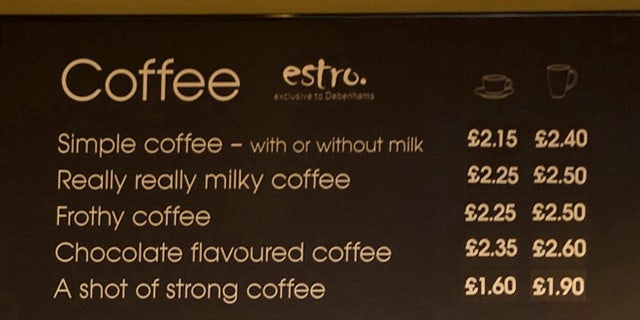 Coffee estro.
exclusive to Debenhams
Simple coffee – with or without milk £2.15 £2.40
Really really milky coffee £2.25 £2.50
Frothy coffee £2.25 £2.50
Chocolate flavoured coffee £2.35 £2.60
A shot of strong coffee £1.60 £1.90